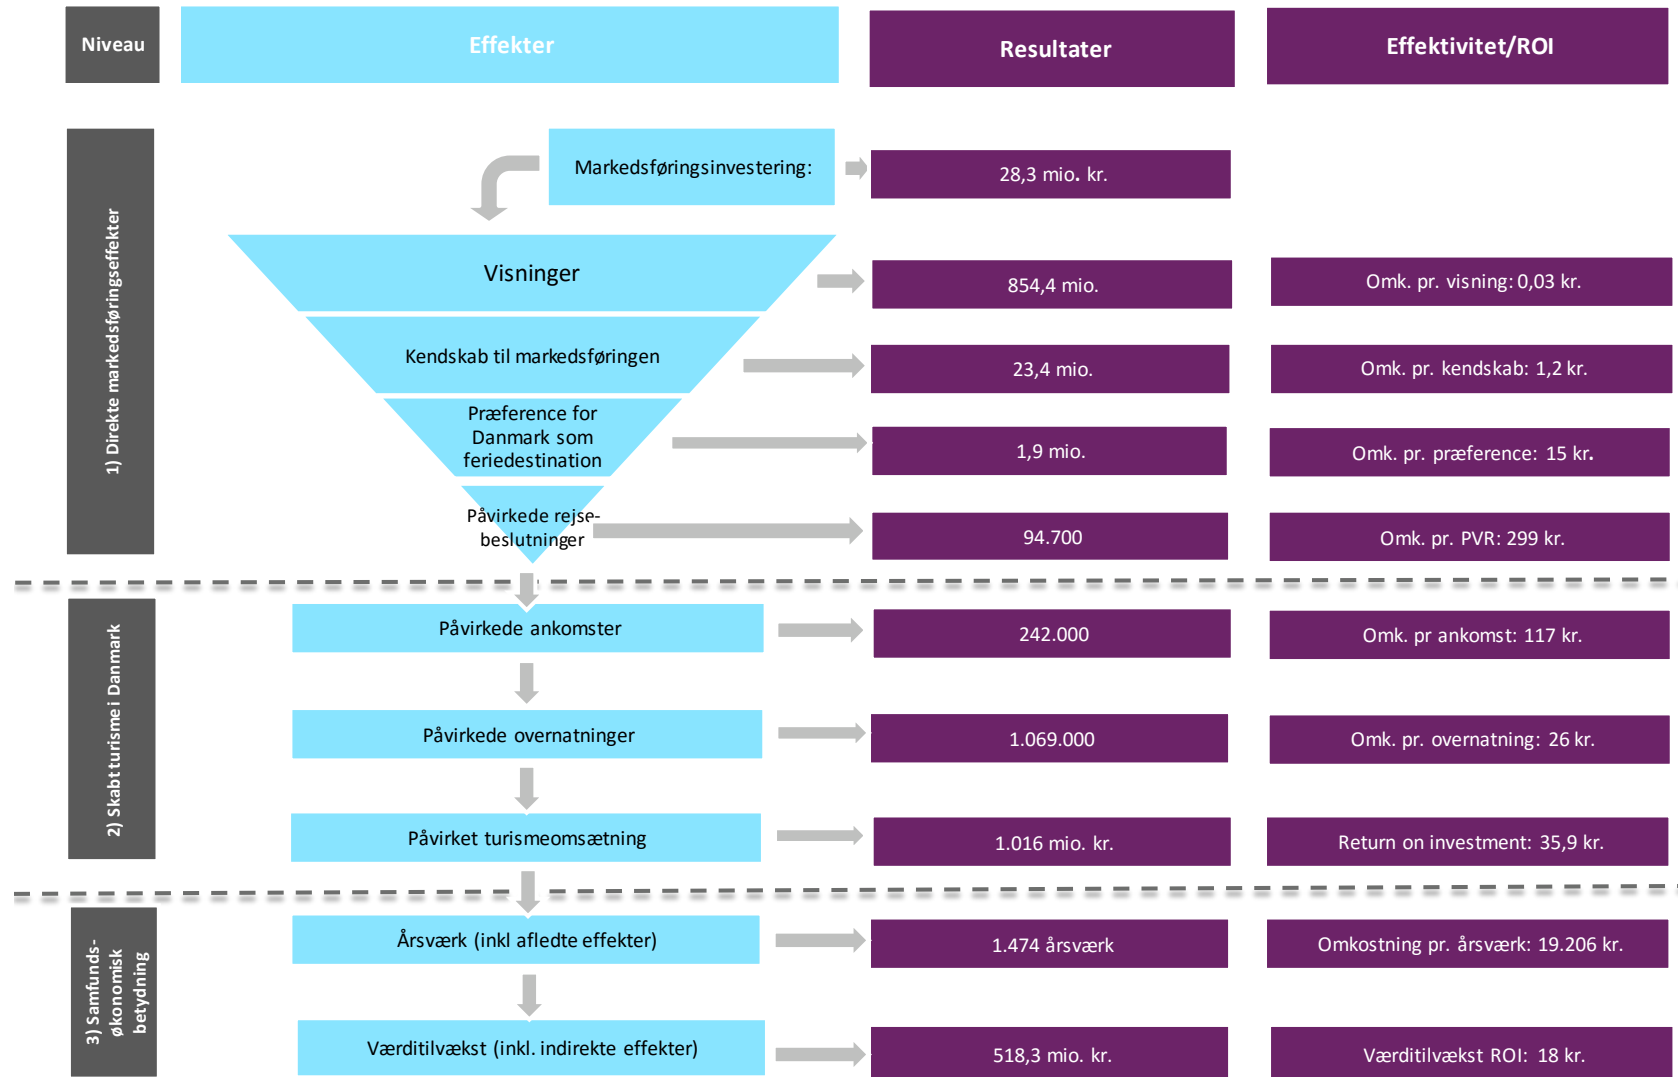 Niveau
Effekter
Resultater
Effektivitet/ROI
1) Direkte markedsføringseffekter
Markedsføringsinvestering:
28,3 mio. kr.
Visninger
854,4 mio.
Omk. pr. visning: 0,03 kr.
Kendskab til markedsføringen
23,4 mio.
Omk. pr. kendskab: 1,2 kr.
Præference for
Danmark som
feriedestination
1,9 mio.
Omk. pr. præference: 15 kr.
Påvirkede rejse-
beslutninger
94.700
Omk. pr. PVR: 299 kr.
2) Skabt turisme i Danmark
Påvirkede ankomster
242.000
Omk. pr ankomst: 117 kr.
Påvirkede overnatninger
1.069.000
Omk. pr. overnatning: 26 kr.
Påvirket turismeomsætning
1.016 mio. kr.
Return on investment: 35,9 kr.
3) Samfunds-
økonomisk
betydning
Årsværk (inkl afledte effekter)
1.474 årsværk
Omkostning pr. årsværk: 19.206 kr.
Værditilvækst (inkl. indirekte effekter)
518,3 mio. kr.
Værditilvækst ROI: 18 kr.